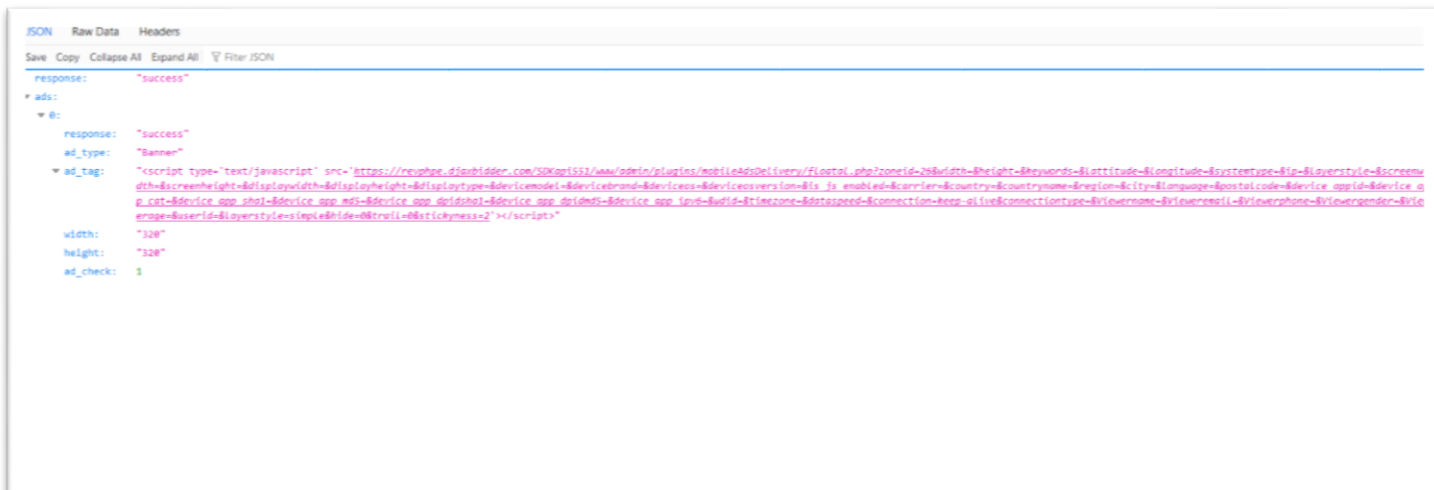 JSON Raw Data Headers
Save Copy Collapse All Expand All Filter JSON
response: "success"
ads:
0:
response: "success"
ad_type: "Banner"
ad_tag: "<script type='text/javascript' src='https://revphpe.djaxbidder.com/SDKapi551/www/admin/plugins/mobileAdsDelivery/floatal.php?zoneid=26&width=&height=&keywords=&lattitude=&longitude=&systemtype=&ip=&layerstyle=&screenw
dth=&screenheight=&displaywidth=&displayheight=&displaytype=&devicemodel=&devicebrand=&deviceos=&deviceosversion=&is_js_enabled=&carrier=&country=&countryname=&region=&city=&language=&postalcode=&device_appid=&device_a
p_cat=&device_app_sha1=&device_app_md5=&device_app_dpidsha1=&device_app_dpidmd5=&device_app_ipv6=&udid=&timezone=&dataspeed=&connection=keep-alive&connectiontype=&Viewername=&Vieweremail=&Viewerphone=&Viewergender=&Vie
erage=&userid=&layerstyle=simple&hide=0&trail=0&stickyness=2'></script>"
width: "320"
height: "320"
ad_check: 1